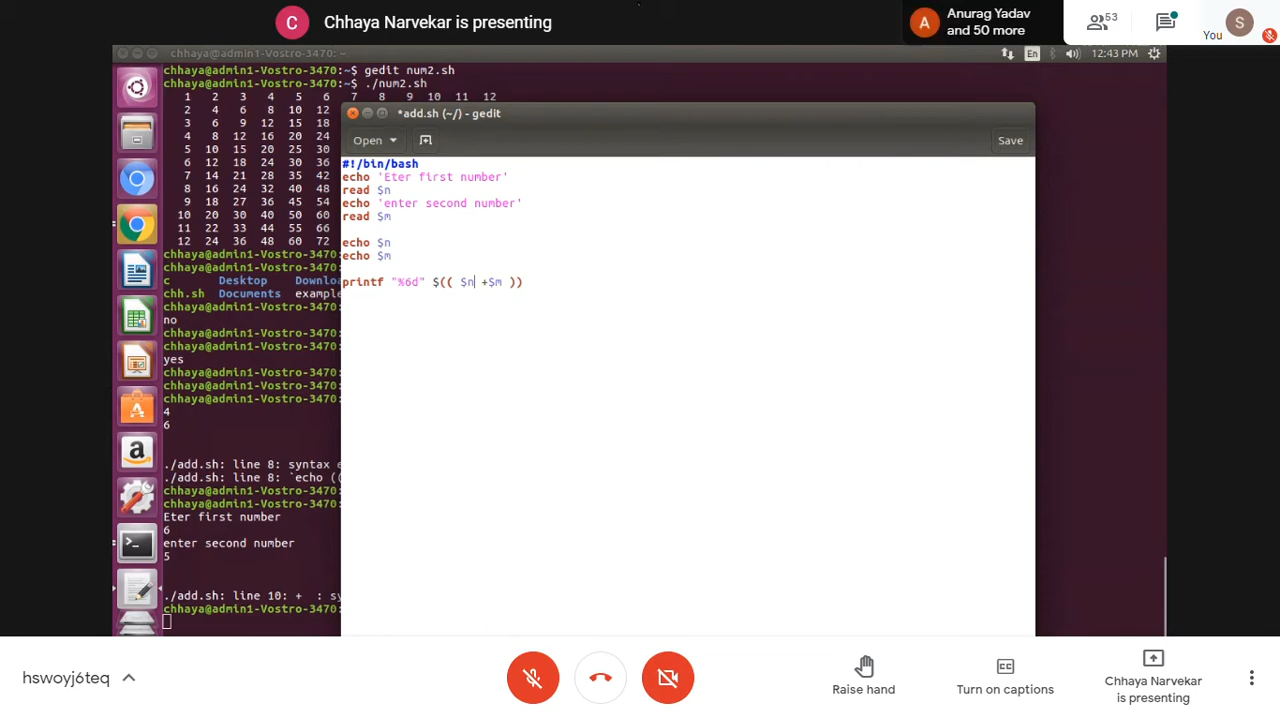 C Chhaya Narvekar is presenting
A Anurag Yadav
and 50 more
53
You
S
chhaya@admin1-Vostro-3470: ~
En
12:43 PM
chhaya@admin1-Vostro-3470:~$ gedit num2.sh
chhaya@admin1-Vostro-3470:~$ ./num2.sh
1 2 3 4 5 6 7 8 9 10 11 12
2 4 6 8 10 12
3 6 9 12 15 18
4 8 12 16 20 24
5 10 15 20 25 30
6 12 18 24 30 36
7 14 21 28 35 42
8 16 24 32 40 48
9 18 27 36 45 54
10 20 30 40 50 60
11 22 33 44 55 66
12 24 36 48 60 72
chhaya@admin1-Vostro-3470:
chhaya@admin1-Vostro-3470:
c Desktop Downlo
chh.sh Documents example
chhaya@admin1-Vostro-3470:
no
chhaya@admin1-Vostro-3470:
chhaya@admin1-Vostro-3470:
yes
chhaya@admin1-Vostro-3470:
chhaya@admin1-Vostro-3470:
chhaya@admin1-Vostro-3470:
4
6
./add.sh: line 8: syntax e
./add.sh: line 8: `echo ((
chhaya@admin1-Vostro-3470:
chhaya@admin1-Vostro-3470:
Eter first number
6
enter second number
5
./add.sh: line 10: + : sy
chhaya@admin1-Vostro-3470:
*add.sh (~/) - gedit
Open
Save
#!/bin/bash
echo 'Eter first number'
read $n
echo 'enter second number'
read $m
echo $n
echo $m
printf "%6d" $(( $n +$m ))
hswoyj6teq
Raise hand
Turn on captions
Chhaya Narvekar
is presenting